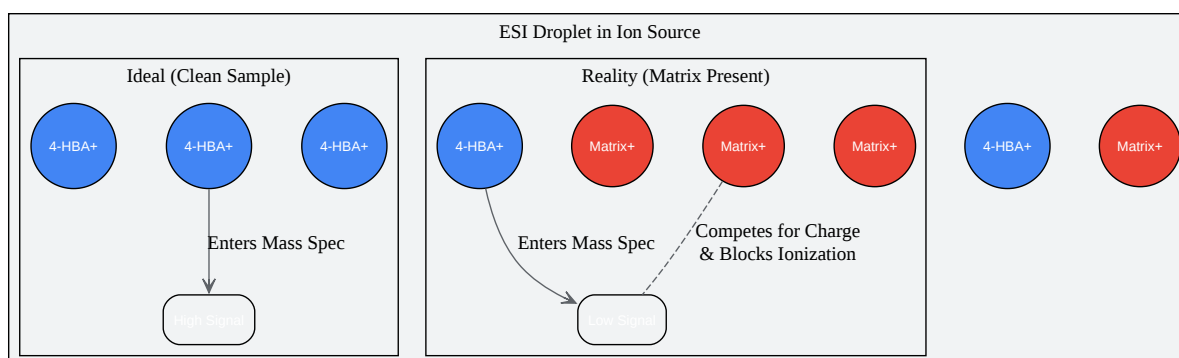 ESI Droplet in Ion Source
Ideal (Clean Sample)
4-HBA+
4-HBA+
4-HBA+
Enters Mass Spec
High Signal
Reality (Matrix Present)
4-HBA+
Matrix+
Matrix+
Matrix+
Enters Mass Spec
Competes for Charge
& Blocks Ionization
Low Signal
4-HBA+
Matrix+